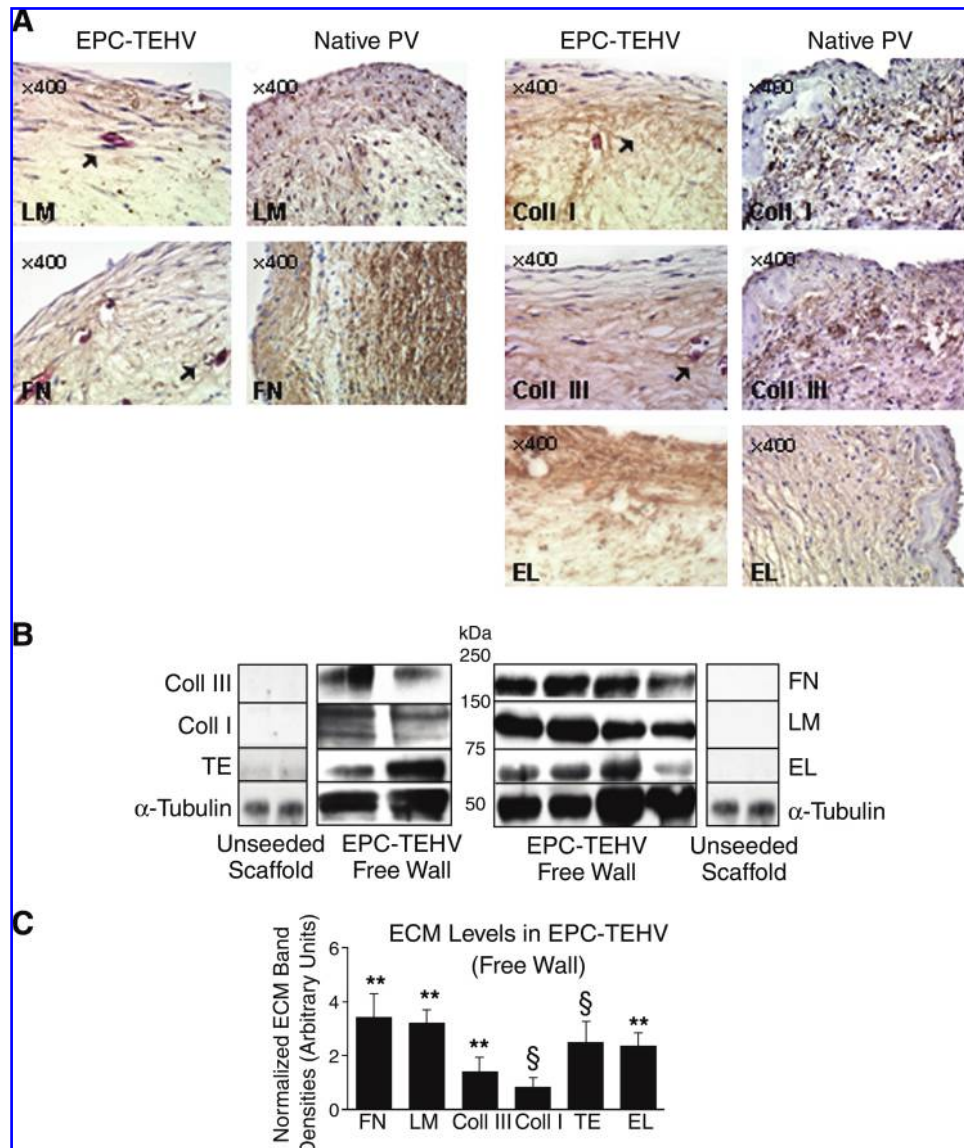 A
EPC-TEHV Native PV EPC-TEHV Native PV
×400 ×400 ×400 ×400
LM LM Coll I Coll I
×400 ×400 ×400 ×400
FN FN Coll III Coll III
×400 ×400
EL EL
B
kDa
250
150
75
50
Coll III
Coll I
TE
α-Tubulin
FN
LM
EL
α-Tubulin
Unseeded Scaffold
EPC-TEHV Free Wall
EPC-TEHV Free Wall
Unseeded Scaffold
C
ECM Levels in EPC-TEHV
(Free Wall)
Normalized ECM Band
Densities (Arbitrary Units)
6
4
2
0
** ** ** § § **
FN LM Coll III Coll I TE EL